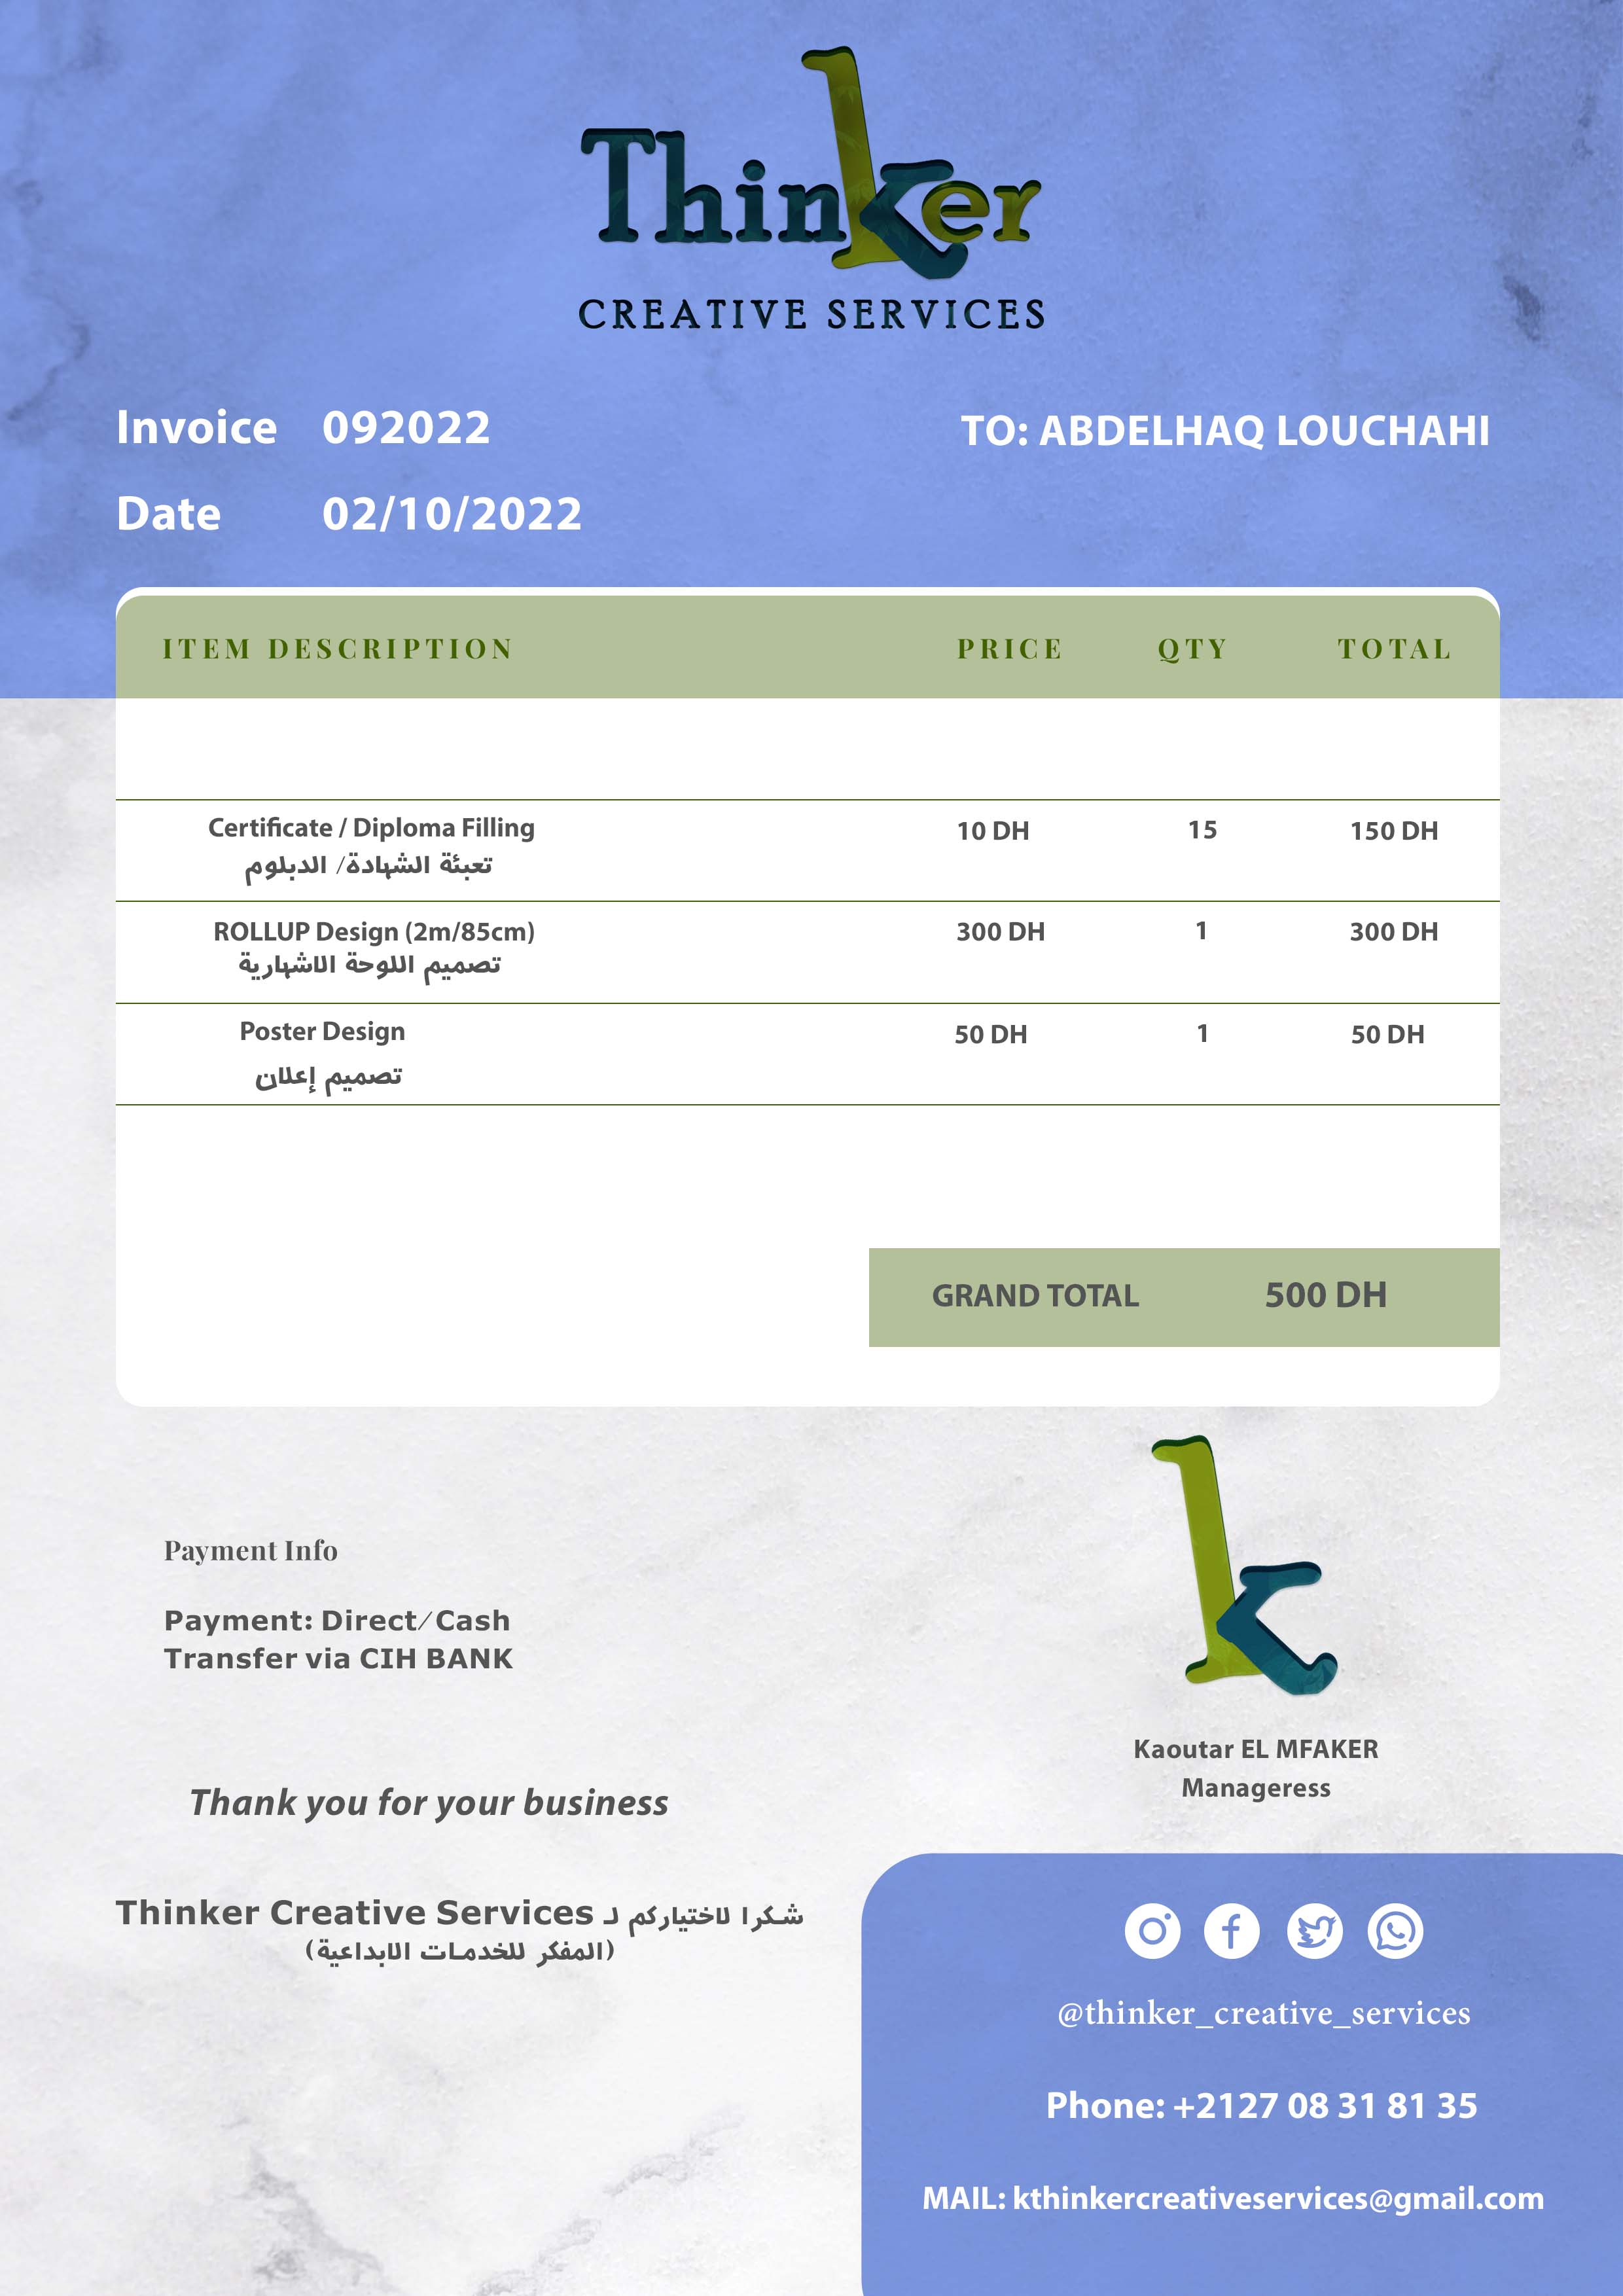 Thinker
CREATIVE SERVICES
Invoice 092022
TO: ABDELHAQ LOUCHAHI
Date 02/10/2022
ITEM DESCRIPTION PRICE QTY TOTAL
Certificate / Diploma Filling 10 DH 15 150 DH
تعبئة الشهادة/ الدبلوم
ROLLUP Design (2m/85cm) 300 DH 1 300 DH
تصميم اللوحة الاشهارية
Poster Design 50 DH 1 50 DH
تصميم إعلان
GRAND TOTAL 500 DH
Payment Info
Payment: Direct/Cash
Transfer via CIH BANK
k
Kaoutar EL MFAKER
Manageress
Thank you for your business
شكرا لاختياركم لـ Thinker Creative Services
(المفكر للخدمات الابداعية)
@thinker_creative_services
Phone: +2127 08 31 81 35
MAIL: kthinkercreativeservices@gmail.com